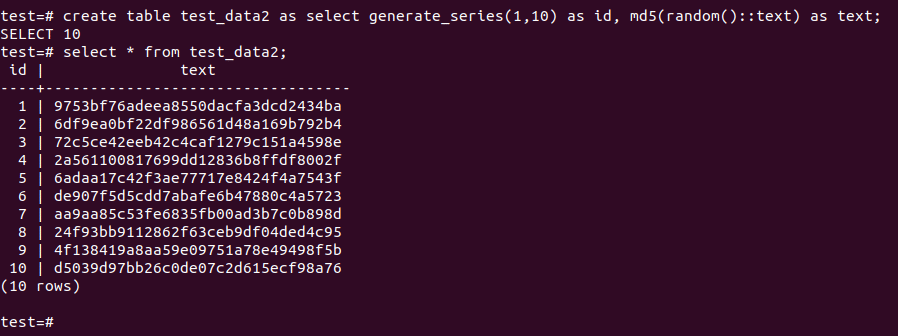 test=# create table test_data2 as select generate_series(1,10) as id, md5(random()::text) as text;
SELECT 10
test=# select * from test_data2;
 id |               text
----+----------------------------------
  1 | 9753bf76adeea8550dacfa3dcd2434ba
  2 | 6df9ea0bf22df986561d48a169b792b4
  3 | 72c5ce42eeb42c4caf1279c151a4598e
  4 | 2a561100817699dd12836b8ffdf8002f
  5 | 6adaa17c42f3ae77717e8424f4a7543f
  6 | de907f5d5cdd7abafe6b47880c4a5723
  7 | aa9aa85c53fe6835fb00ad3b7c0b898d
  8 | 24f93bb9112862f63ceb9df04ded4c95
  9 | 4f138419a8aa59e09751a78e49498f5b
 10 | d5039d97bb26c0de07c2d615ecf98a76
(10 rows)

test=#